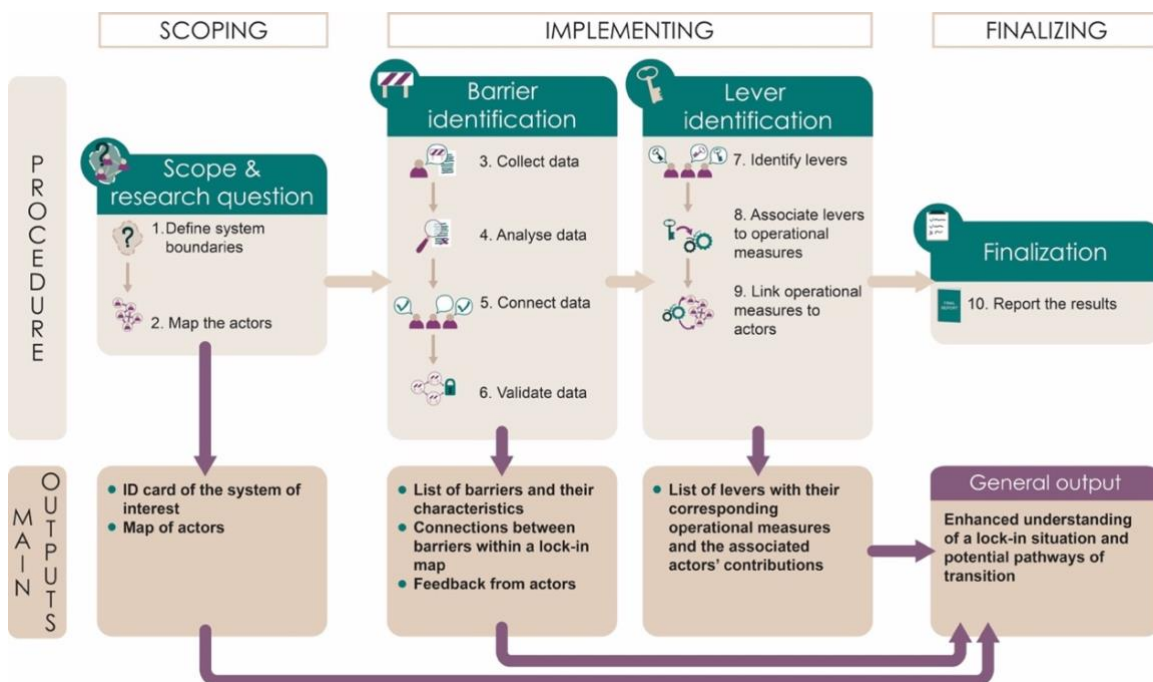 SCOPING
IMPLEMENTING
FINALIZING
PROCEDURE
Scope &
research question
1. Define system
boundaries
2. Map the actors
Barrier
identification
3. Collect data
4. Analyse data
5. Connect data
6. Validate data
Lever
identification
7. Identify levers
8. Associate levers
to operational
measures
9. Link operational
measures to
actors
Finalization
10. Report the results
MAIN
OUTPUTS
ID card of the system of
interest
Map of actors
List of barriers and their
characteristics
Connections between
barriers within a lock-in
map
Feedback from actors
List of levers with their
corresponding
operational measures
and the associated
actors' contributions
General output
Enhanced understanding
of a lock-in situation and
potential pathways of
transition